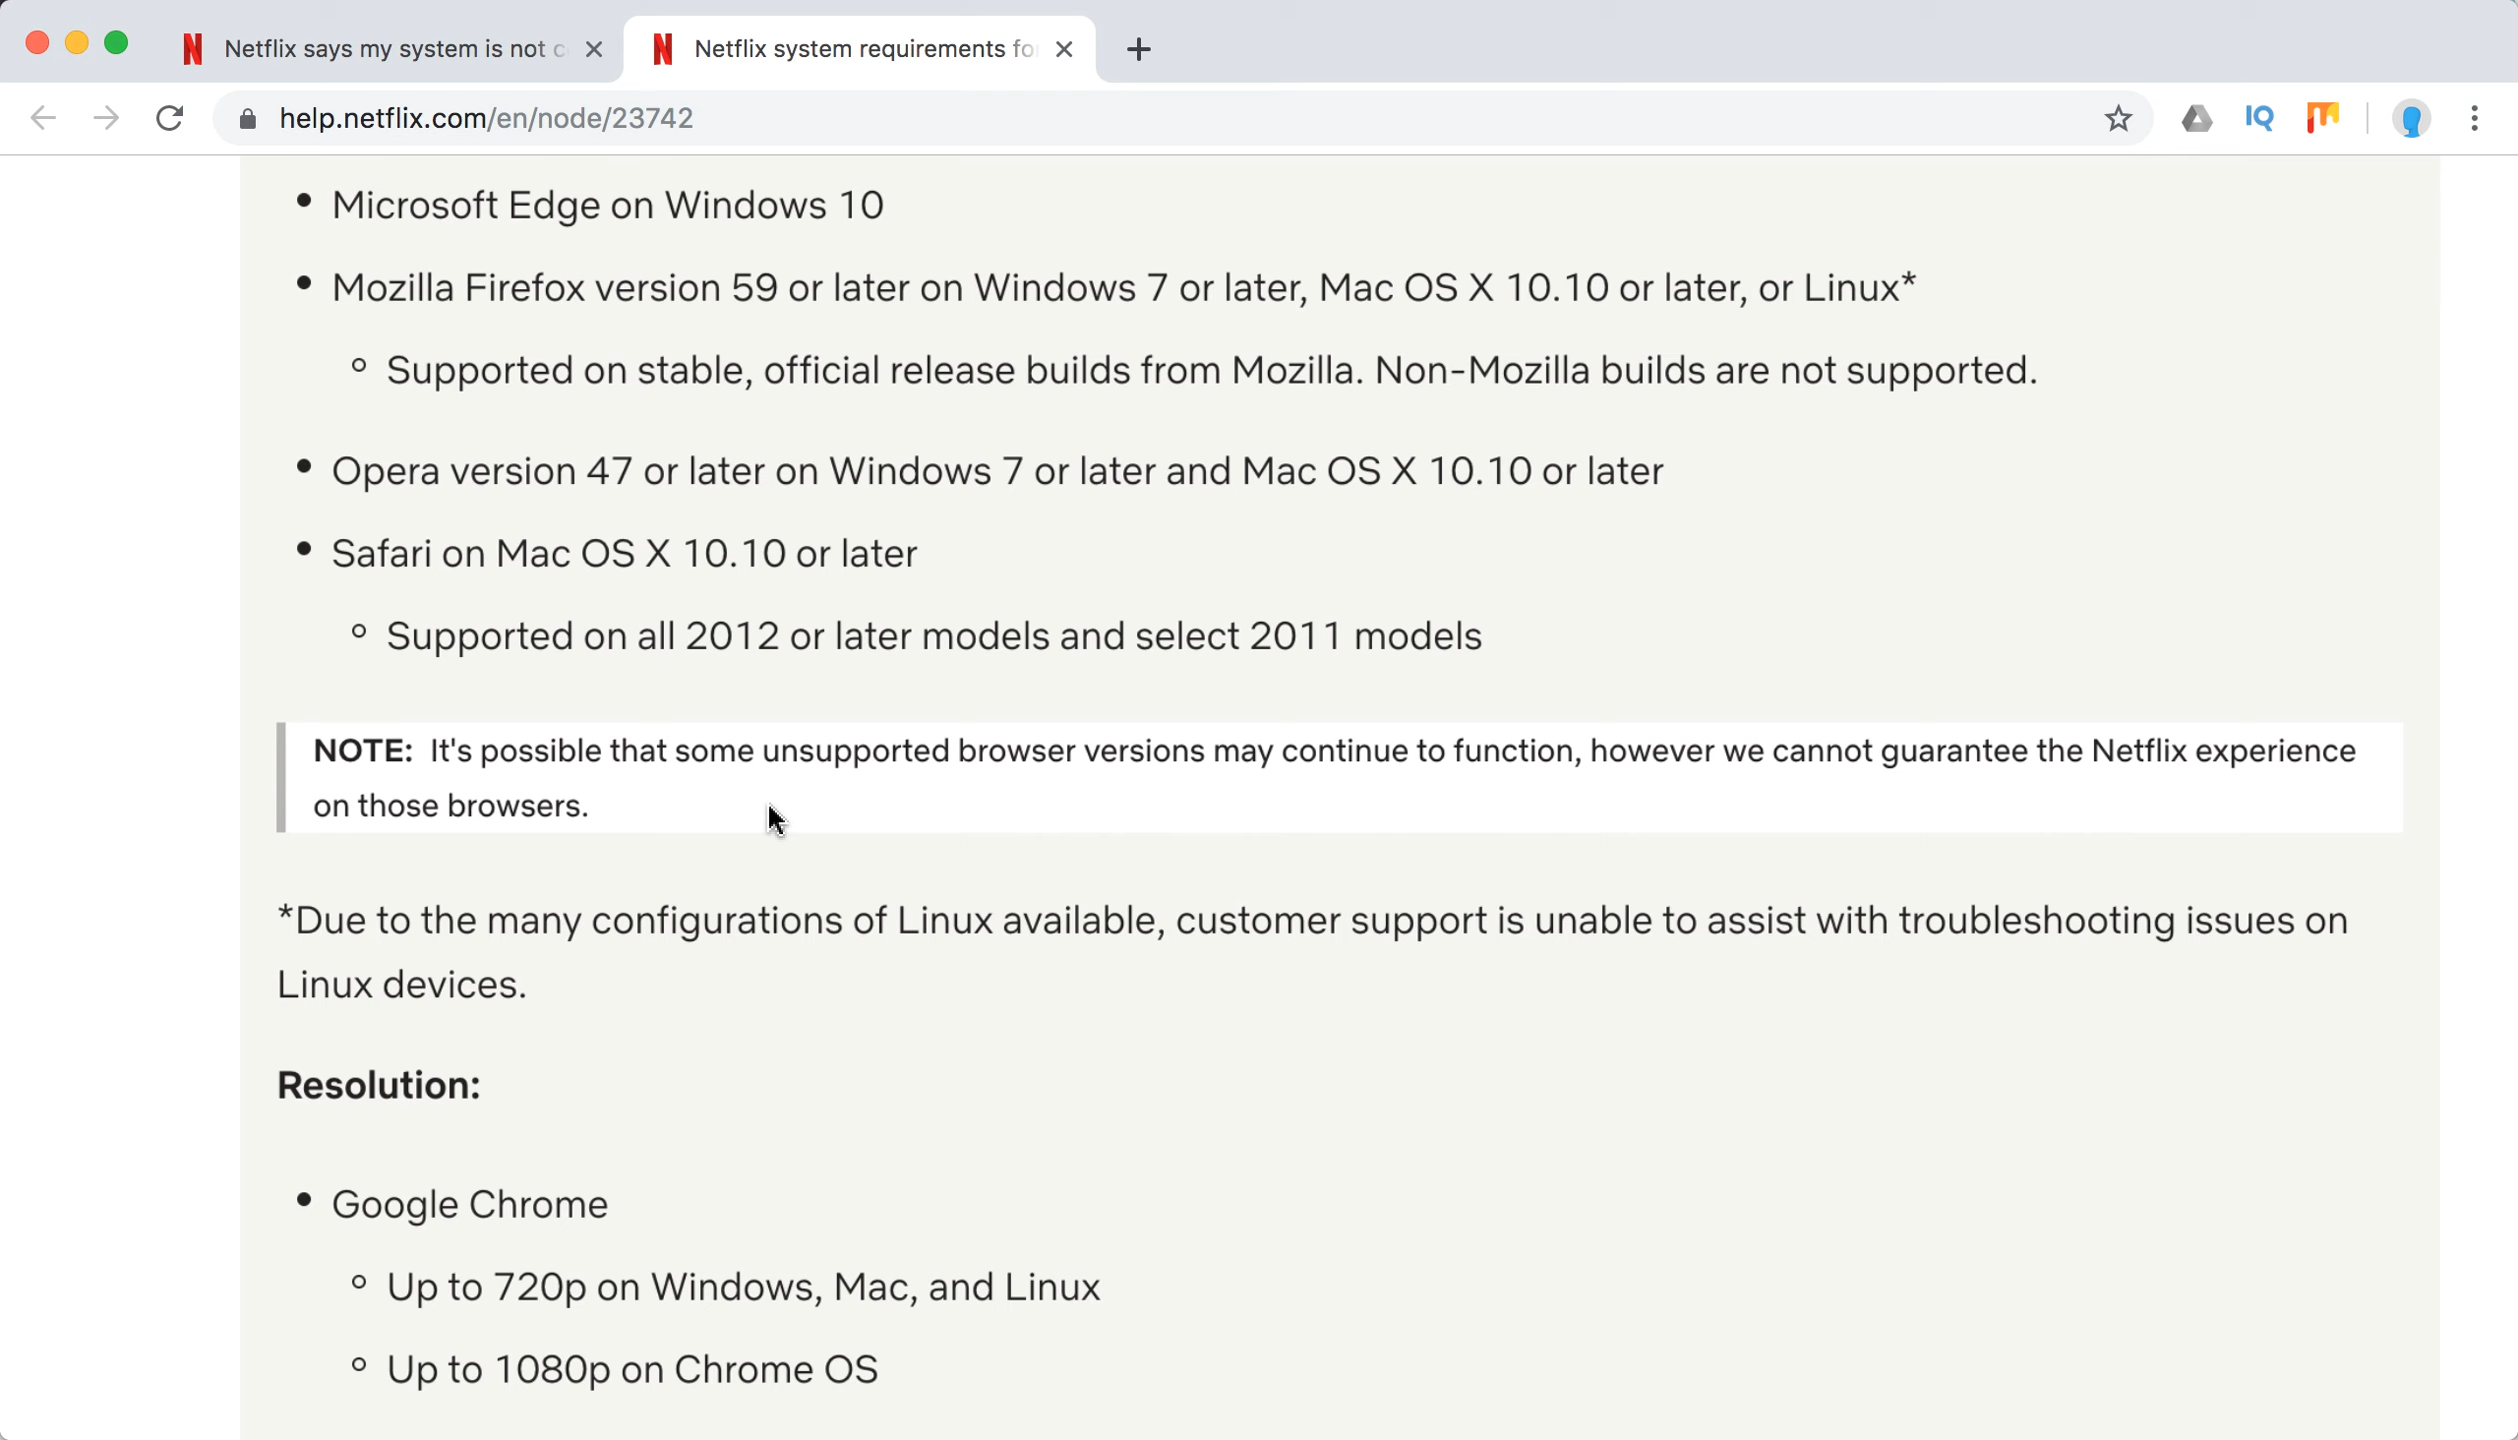 Netflix says my system is not c
Netflix system requirements fo
help.netflix.com/en/node/23742
IQ
Microsoft Edge on Windows 10
Mozilla Firefox version 59 or later on Windows 7 or later, Mac OS X 10.10 or later, or Linux*
Supported on stable, official release builds from Mozilla. Non-Mozilla builds are not supported.
Opera version 47 or later on Windows 7 or later and Mac OS X 10.10 or later
Safari on Mac OS X 10.10 or later
Supported on all 2012 or later models and select 2011 models
NOTE: It's possible that some unsupported browser versions may continue to function, however we cannot guarantee the Netflix experience
on those browsers.
*Due to the many configurations of Linux available, customer support is unable to assist with troubleshooting issues on
Linux devices.
Resolution:
Google Chrome
Up to 720p on Windows, Mac, and Linux
Up to 1080p on Chrome OS